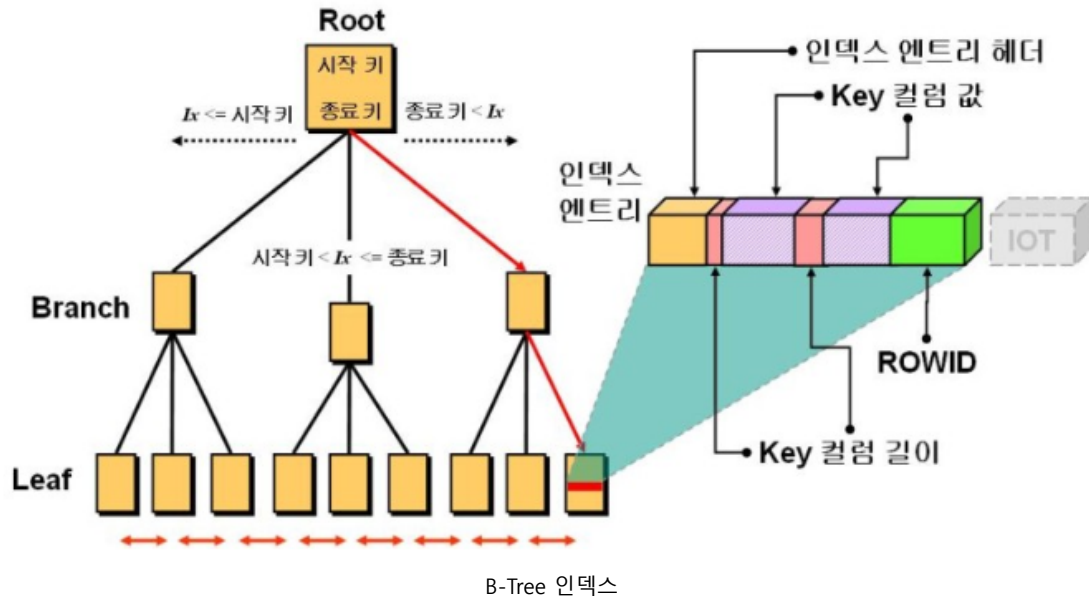 Root
시작 키
종료 키
Ix <= 시작 키
종료 키 < Ix
시작 키 < Ix <= 종료 키
Branch
Leaf
인덱스 엔트리 헤더
Key 컬럼 값
인덱스
엔트리
IOT
ROWID
Key 컬럼 길이
B-Tree 인덱스